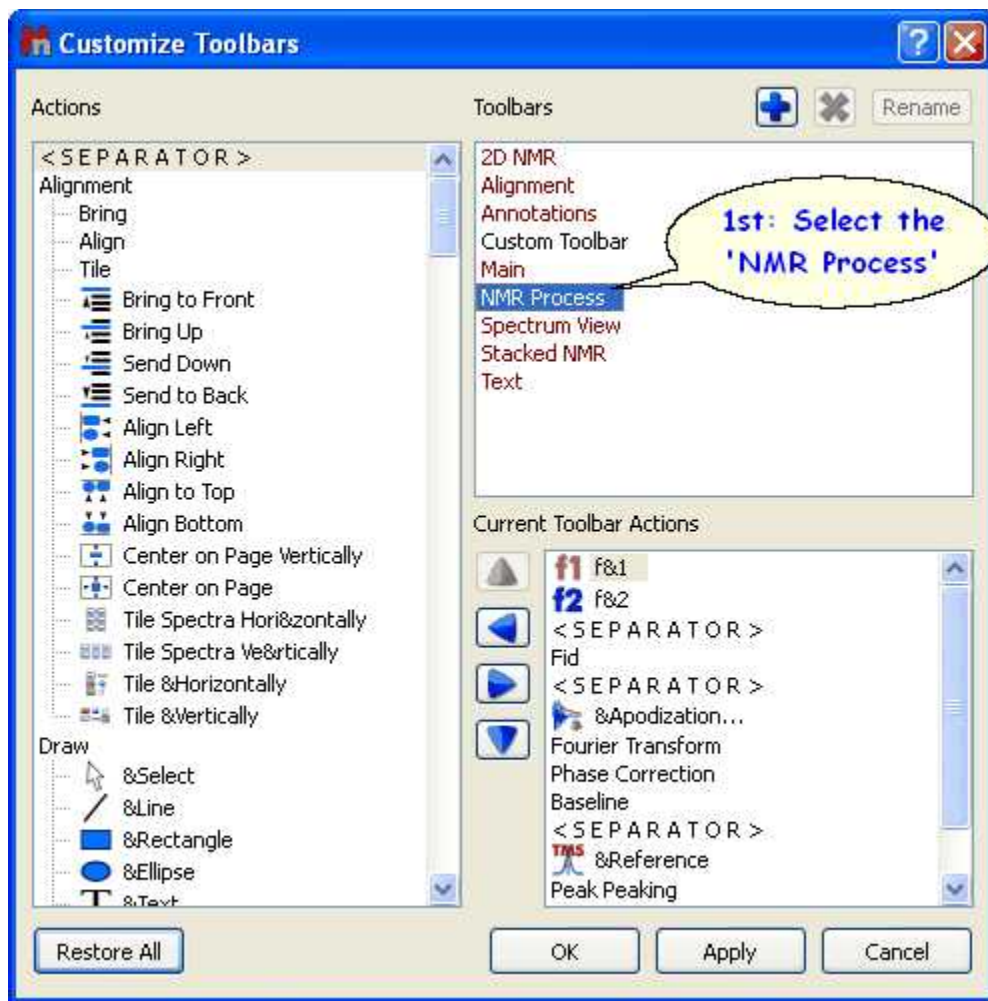 Customize Toolbars
Actions
Toolbars
Rename
<SEPARATOR>
Alignment
Bring
Align
Tile
Bring to Front
Bring Up
Send Down
Send to Back
Align Left
Align Right
Align to Top
Align Bottom
Center on Page Vertically
Center on Page
Tile Spectra Hori&zontally
Tile Spectra Ve&rtically
Tile &Horizontally
Tile &Vertically
Draw
&Select
&Line
&Rectangle
&Ellipse
T &Text
2D NMR
Alignment
Annotations
Custom Toolbar
Main
NMR Process
Spectrum View
Stacked NMR
Text
1st: Select the
'NMR Process'
Current Toolbar Actions
f1 f&1
f2 f&2
<SEPARATOR>
Fid
<SEPARATOR>
&Apodization...
Fourier Transform
Phase Correction
Baseline
<SEPARATOR>
TMS &Reference
Peak Peaking
Restore All
OK
Apply
Cancel